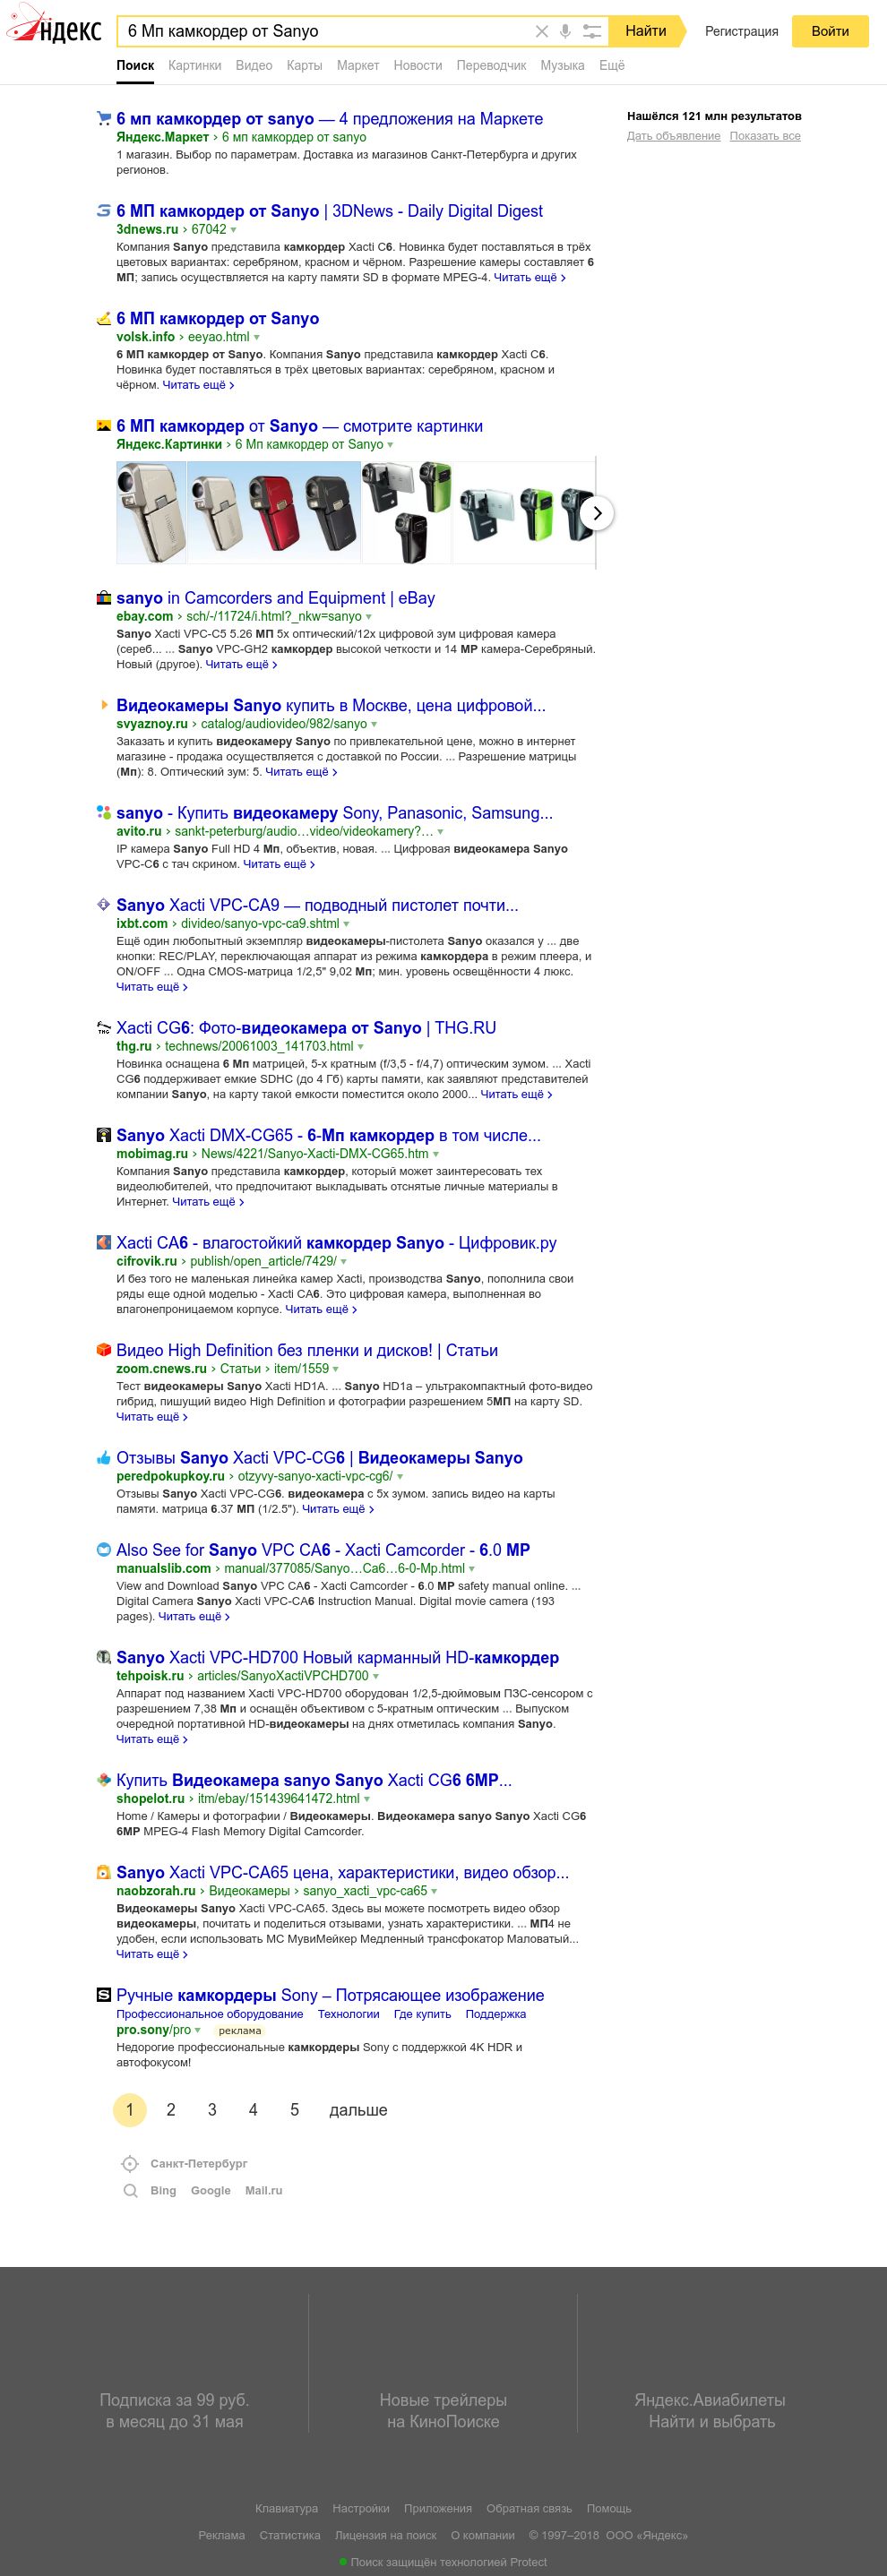 Яндекс
6 Мп камкордер от Sanyo
Найти
Регистрация
Войти
Поиск Картинки Видео Карты Маркет Новости Переводчик Музыка Ещё
6 мп камкордер от sanyo — 4 предложения на Маркете
Яндекс.Маркет › 6 мп камкордер от sanyo
1 магазин. Выбор по параметрам. Доставка из магазинов Санкт-Петербурга и других
регионов.
Нашёлся 121 млн результатов
Дать объявление Показать все
6 МП камкордер от Sanyo | 3DNews - Daily Digital Digest
3dnews.ru › 67042
Компания Sanyo представила камкордер Xacti C6. Новинка будет поставляться в трёх
цветовых вариантах: серебряном, красном и чёрном. Разрешение камеры составляет 6
МП; запись осуществляется на карту памяти SD в формате MPEG-4. Читать ещё ›
6 МП камкордер от Sanyo
volsk.info › eeyao.html
6 МП камкордер от Sanyo. Компания Sanyo представила камкордер Xacti C6.
Новинка будет поставляться в трёх цветовых вариантах: серебряном, красном и
чёрном. Читать ещё ›
6 МП камкордер от Sanyo — смотрите картинки
Яндекс.Картинки › 6 Мп камкордер от Sanyo
sanyo in Camcorders and Equipment | eBay
ebay.com › sch/-/11724/i.html?_nkw=sanyo
Sanyo Xacti VPC-C5 5.26 МП 5x оптический/12x цифровой зум цифровая камера
(сереб... ... Sanyo VPC-GH2 камкордер высокой четкости и 14 MP камера-Серебряный.
Новый (другое). Читать ещё ›
Видеокамеры Sanyo купить в Москве, цена цифровой...
svyaznoy.ru › catalog/audiovideo/982/sanyo
Заказать и купить видеокамеру Sanyo по привлекательной цене, можно в интернет
магазине - продажа осуществляется с доставкой по России. ... Разрешение матрицы
(Мп): 8. Оптический зум: 5. Читать ещё ›
sanyo - Купить видеокамеру Sony, Panasonic, Samsung...
avito.ru › sankt-peterburg/audio…video/videokamery?…
IP камера Sanyo Full HD 4 Мп, объектив, новая. ... Цифровая видеокамера Sanyo
VPC-C6 с тач скрином. Читать ещё ›
Sanyo Xacti VPC-CA9 — подводный пистолет почти...
ixbt.com › divideo/sanyo-vpc-ca9.shtml
Ещё один любопытный экземпляр видеокамеры-пистолета Sanyo оказался у ... две
кнопки: REC/PLAY, переключающая аппарат из режима камкордера в режим плеера, и
ON/OFF ... Одна CMOS-матрица 1/2,5" 9,02 Мп; мин. уровень освещённости 4 люкс.
Читать ещё ›
Xacti CG6: Фото-видеокамера от Sanyo | THG.RU
thg.ru › technews/20061003_141703.html
Новинка оснащена 6 Мп матрицей, 5-х кратным (f/3,5 - f/4,7) оптическим зумом. ... Xacti
CG6 поддерживает емкие SDHC (до 4 Гб) карты памяти, как заявляют представителей
компании Sanyo, на карту такой емкости поместится около 2000... Читать ещё ›
Sanyo Xacti DMX-CG65 - 6-Мп камкордер в том числе...
mobimag.ru › News/4221/Sanyo-Xacti-DMX-CG65.htm
Компания Sanyo представила камкордер, который может заинтересовать тех
видеолюбителей, что предпочитают выкладывать отснятые личные материалы в
Интернет. Читать ещё ›
Xacti CA6 - влагостойкий камкордер Sanyo - Цифровик.ру
cifrovik.ru › publish/open_article/7429/
И без того не маленькая линейка камер Xacti, производства Sanyo, пополнила свои
ряды еще одной моделью - Xacti CA6. Это цифровая камера, выполненная во
влагонепроницаемом корпусе. Читать ещё ›
Видео High Definition без пленки и дисков! | Статьи
zoom.cnews.ru › Статьи › item/1559
Тест видеокамеры Sanyo Xacti HD1A. ... Sanyo HD1a – ультракомпактный фото-видео
гибрид, пишущий видео High Definition и фотографии разрешением 5МП на карту SD.
Читать ещё ›
Отзывы Sanyo Xacti VPC-CG6 | Видеокамеры Sanyo
peredpokupkoy.ru › otzyvy-sanyo-xacti-vpc-cg6/
Отзывы Sanyo Xacti VPC-CG6. видеокамера с 5x зумом. запись видео на карты
памяти. матрица 6.37 МП (1/2.5"). Читать ещё ›
Also See for Sanyo VPC CA6 - Xacti Camcorder - 6.0 MP
manualslib.com › manual/377085/Sanyo…Ca6…6-0-Mp.html
View and Download Sanyo VPC CA6 - Xacti Camcorder - 6.0 MP safety manual online. ...
Digital Camera Sanyo Xacti VPC-CA6 Instruction Manual. Digital movie camera (193
pages). Читать ещё ›
Sanyo Xacti VPC-HD700 Новый карманный HD-камкордер
tehpoisk.ru › articles/SanyoXactiVPCHD700
Аппарат под названием Xacti VPC-HD700 оборудован 1/2,5-дюймовым ПЗС-сенсором с
разрешением 7,38 Мп и оснащён объективом с 5-кратным оптическим ... Выпуском
очередной портативной HD-видеокамеры на днях отметилась компания Sanyo.
Читать ещё ›
Купить Видеокамера sanyo Sanyo Xacti CG6 6MP...
shopelot.ru › itm/ebay/151439641472.html
Home / Камеры и фотографии / Видеокамеры. Видеокамера sanyo Sanyo Xacti CG6
6MP MPEG-4 Flash Memory Digital Camcorder.
Sanyo Xacti VPC-CA65 цена, характеристики, видео обзор...
naobzorah.ru › Видеокамеры › sanyo_xacti_vpc-ca65
Видеокамеры Sanyo Xacti VPC-CA65. Здесь вы можете посмотреть видео обзор
видеокамеры, почитать и поделиться отзывами, узнать характеристики. ... МП4 не
удобен, если использовать МС МувиМейкер Медленный трансфокатор Маловатый...
Читать ещё ›
Ручные камкордеры Sony – Потрясающее изображение
Профессиональное оборудование Технологии Где купить Поддержка
pro.sony/pro реклама
Недорогие профессиональные камкордеры Sony с поддержкой 4K HDR и
автофокусом!
1 2 3 4 5 дальше
Санкт-Петербург
Bing Google Mail.ru
Подписка за 99 руб.
в месяц до 31 мая
Новые трейлеры
на КиноПоиске
Яндекс.Авиабилеты
Найти и выбрать
Клавиатура Настройки Приложения Обратная связь Помощь
Реклама Статистика Лицензия на поиск О компании © 1997–2018 ООО «Яндекс»
Поиск защищён технологией Protect